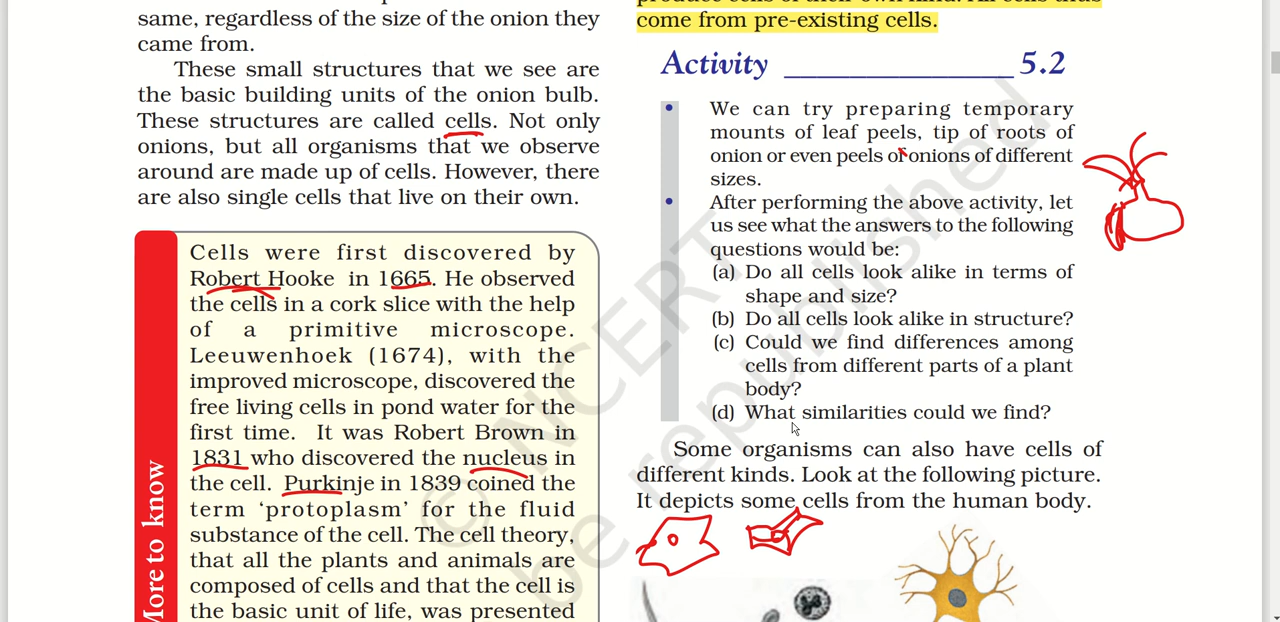 same, regardless of the size of the onion they
came from.
These small structures that we see are
the basic building units of the onion bulb.
These structures are called cells. Not only
onions, but all organisms that we observe
around are made up of cells. However, there
are also single cells that live on their own.
More to know
Cells were first discovered by
Robert Hooke in 1665. He observed
the cells in a cork slice with the help
of a primitive microscope.
Leeuwenhoek (1674), with the
improved microscope, discovered the
free living cells in pond water for the
first time. It was Robert Brown in
1831 who discovered the nucleus in
the cell. Purkinje in 1839 coined the
term ‘protoplasm’ for the fluid
substance of the cell. The cell theory,
that all the plants and animals are
composed of cells and that the cell is
the basic unit of life, was presented
come from pre-existing cells.
Activity ________________ 5.2
• We can try preparing temporary
mounts of leaf peels, tip of roots of
onion or even peels of onions of different
sizes.
• After performing the above activity, let
us see what the answers to the following
questions would be:
(a) Do all cells look alike in terms of
shape and size?
(b) Do all cells look alike in structure?
(c) Could we find differences among
cells from different parts of a plant
body?
(d) What similarities could we find?
Some organisms can also have cells of
different kinds. Look at the following picture.
It depicts some cells from the human body.
© NCERT
be republished